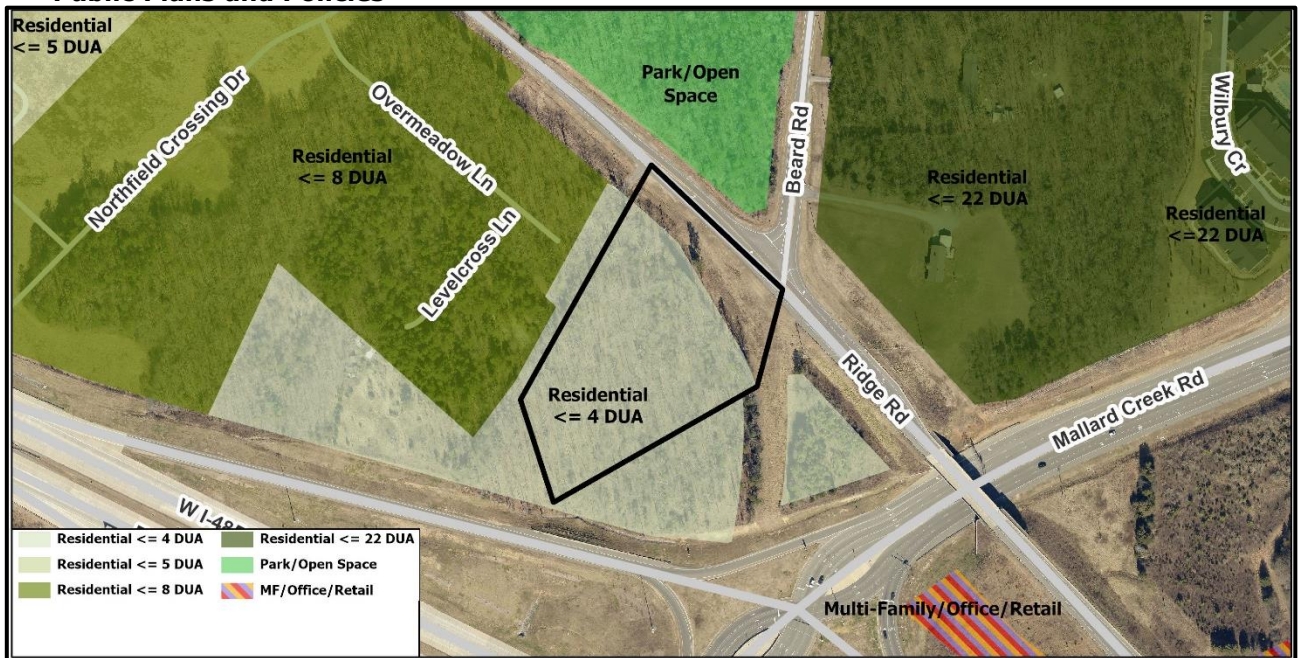 Public Plans and Policies
Residential
<= 5 DUA
Northfield Crossing Dr
Overmeadow Ln
Residential
<= 8 DUA
Levelcross Ln
Park/Open
Space
Beard Rd
Residential
<= 22 DUA
Wilbury Cr
Residential
<=22 DUA
Residential
<= 4 DUA
Ridge Rd
Mallard Creek Rd
W I-485
Residential <= 4 DUA
Residential <= 22 DUA
Residential <= 5 DUA
Park/Open Space
Residential <= 8 DUA
MF/Office/Retail
Multi-Family/Office/Retail